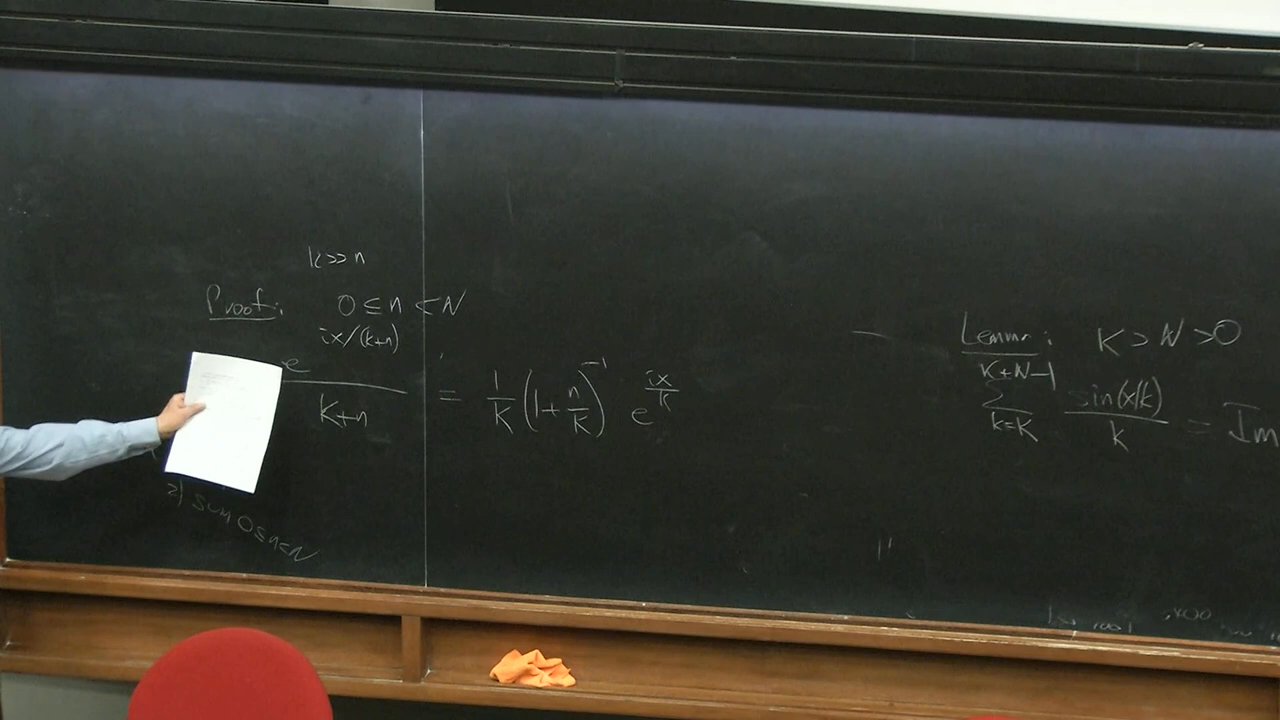 k>>n
Proof: 0 ≤ n < N
e^{ix/(k+n)} / (k+n) = 1/k (1 + n/k)^{-1} e^{ix/k}
2) Sum 0≤n<N
Lemma: K > N > 0
∑_{k=K}^{K+N-1} sin(x/k)/k = Im